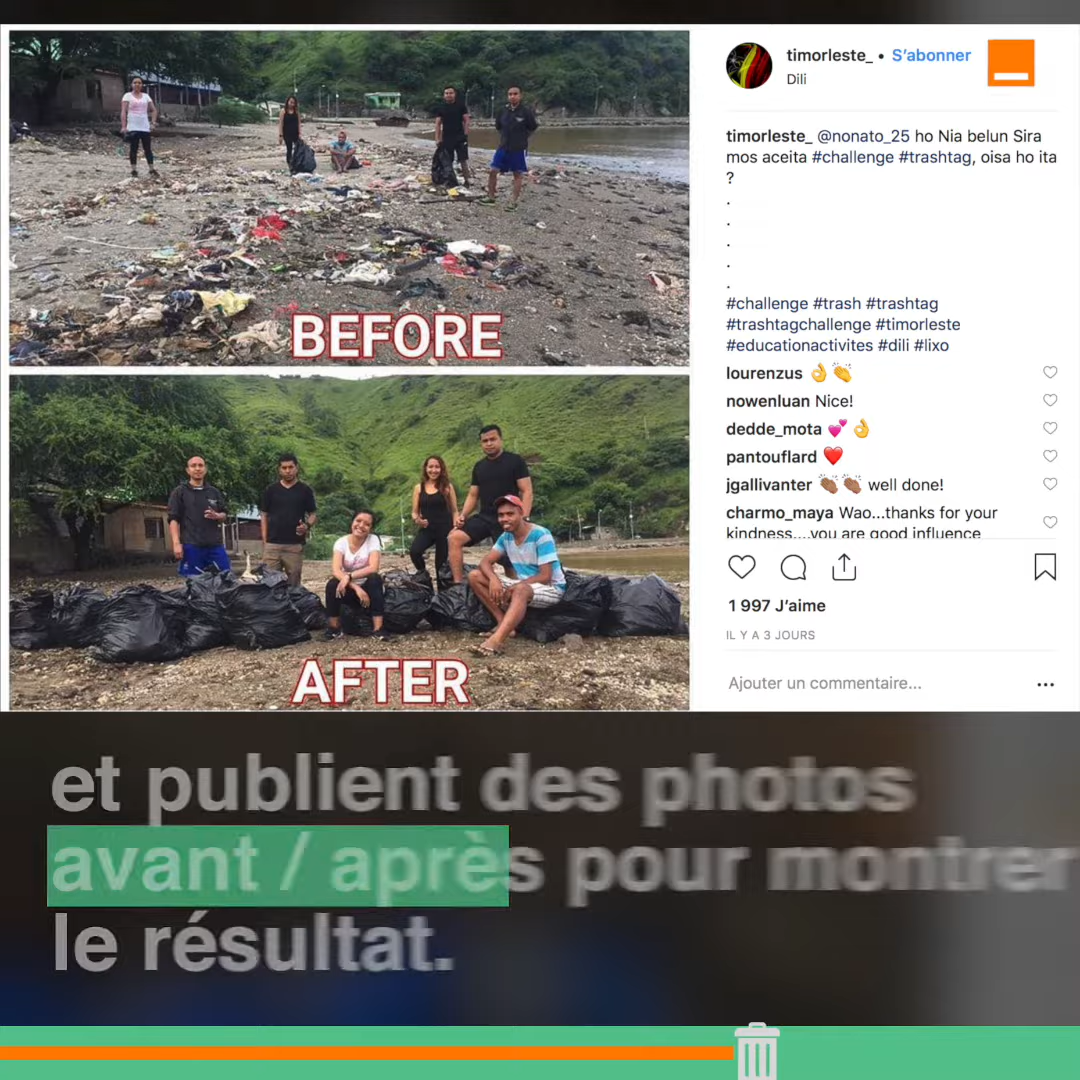 BEFORE
AFTER
timorleste_ • S'abonner
Dili
timorleste_ @nonato_25 ho Nia belun Sira
mos aceita #challenge #trashtag, oisa ho ita
?
.
.
.
.
.
#challenge #trash #trashtag
#trashtagchallenge #timorleste
#educationactivites #dili #lixo
lourenzus 👌 👏
nowenluan Nice!
dedde_mota 💕 👌
pantouflard ❤️
jgallivanter 👏🏾 👏🏾 well done!
charmo_maya Wao...thanks for your
kindness....you are good influence
1 997 J'aime
IL Y A 3 JOURS
Ajouter un commentaire...
et publient des photos
avant / après pour montrer
le résultat.